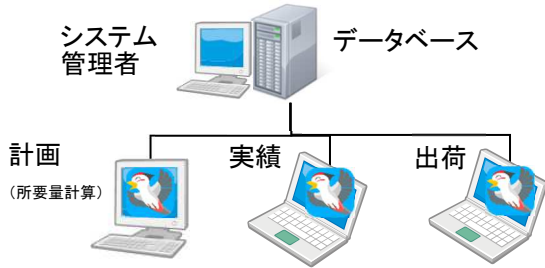 システム
管理者
データベース
計画
(所要量計算)
実績
出荷